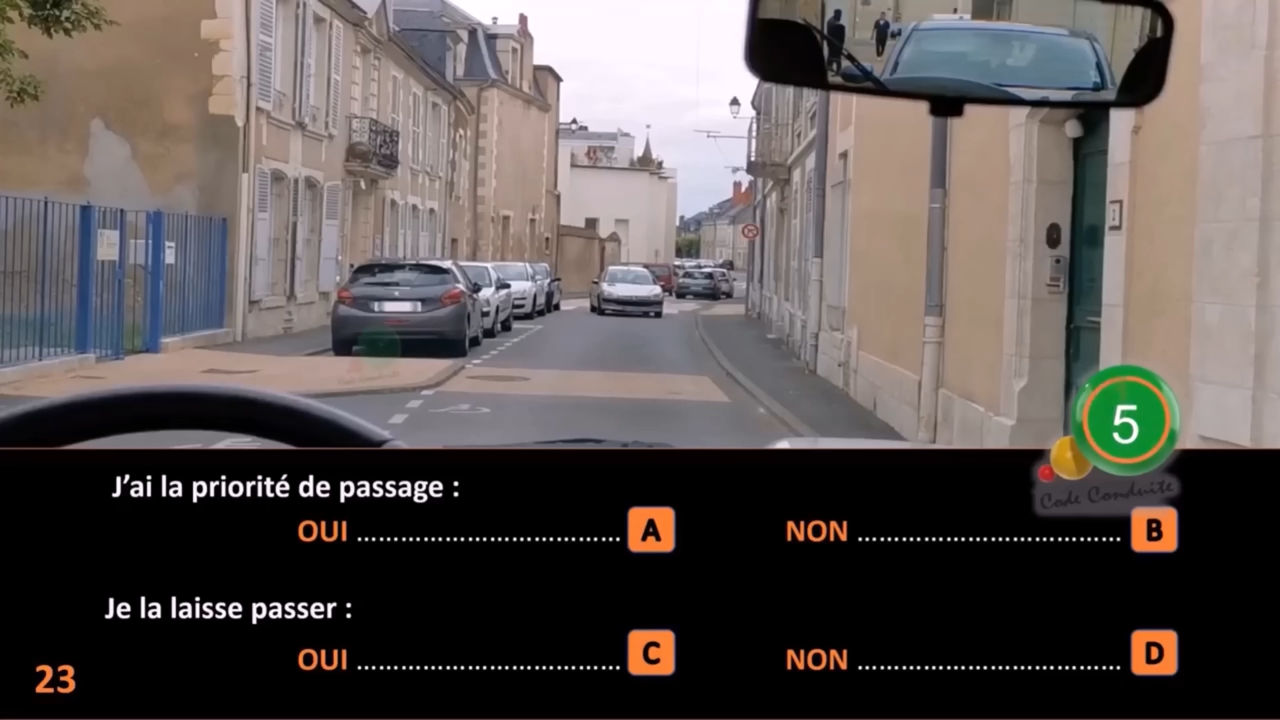 5
Code Conduite
J'ai la priorité de passage :
OUI ........................................ A
NON ........................................ B
Je la laisse passer :
OUI ........................................ C
NON ........................................ D
23